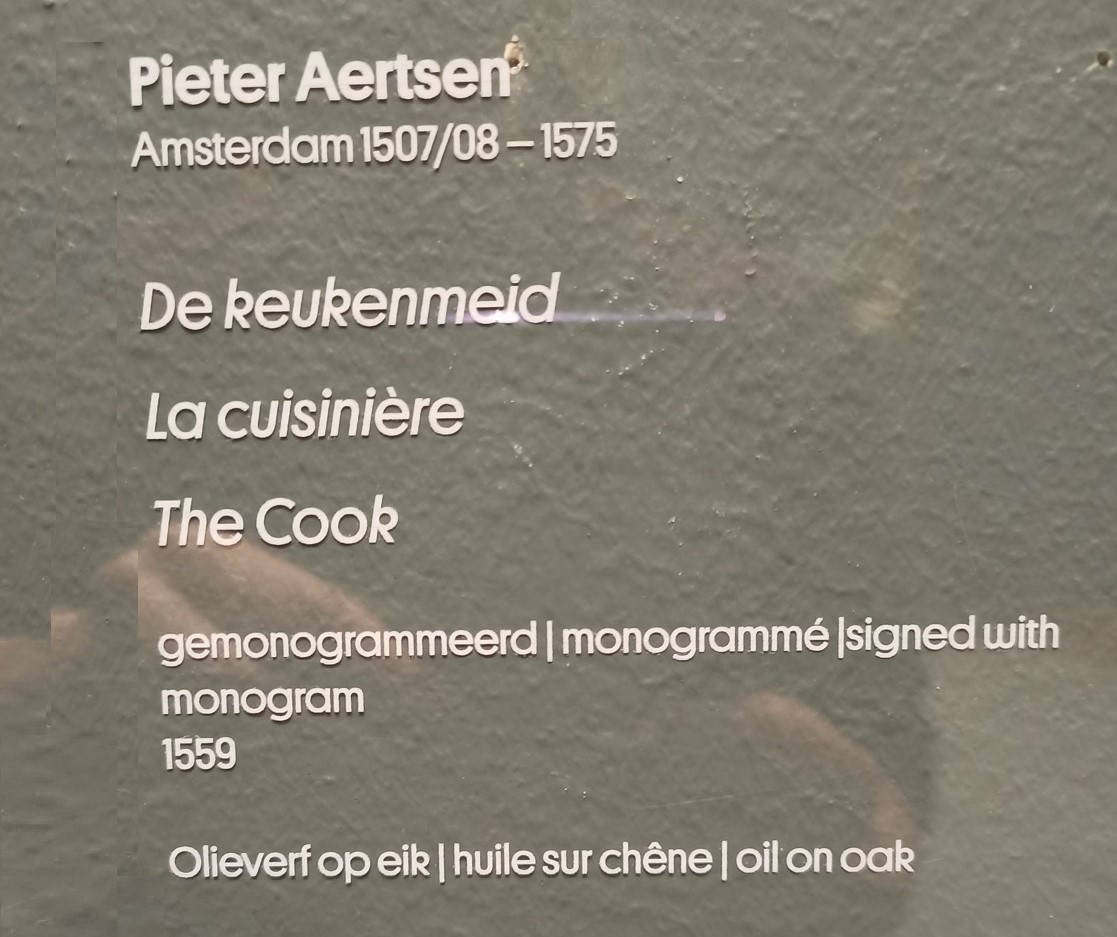 Pieter Aertsen
Amsterdam 1507/08 – 1575
De keukenmeid
La cuisinière
The Cook
gemonogrammeerd | monogrammé |signed with
monogram
1559
Olieverf op eik | huile sur chêne | oil on oak